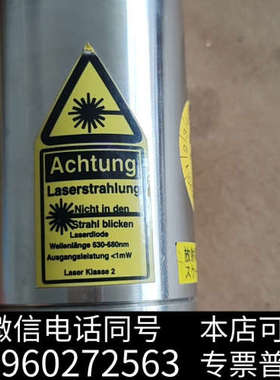 Achtung
Laserstrahlung
Nicht in den
Strahl blicken
Laserdiode
Wellenlänge 630-680nm
Ausgangsleistung <1mW
Laser Klasse 2
微信电话同号
本店可
960272563
专票普